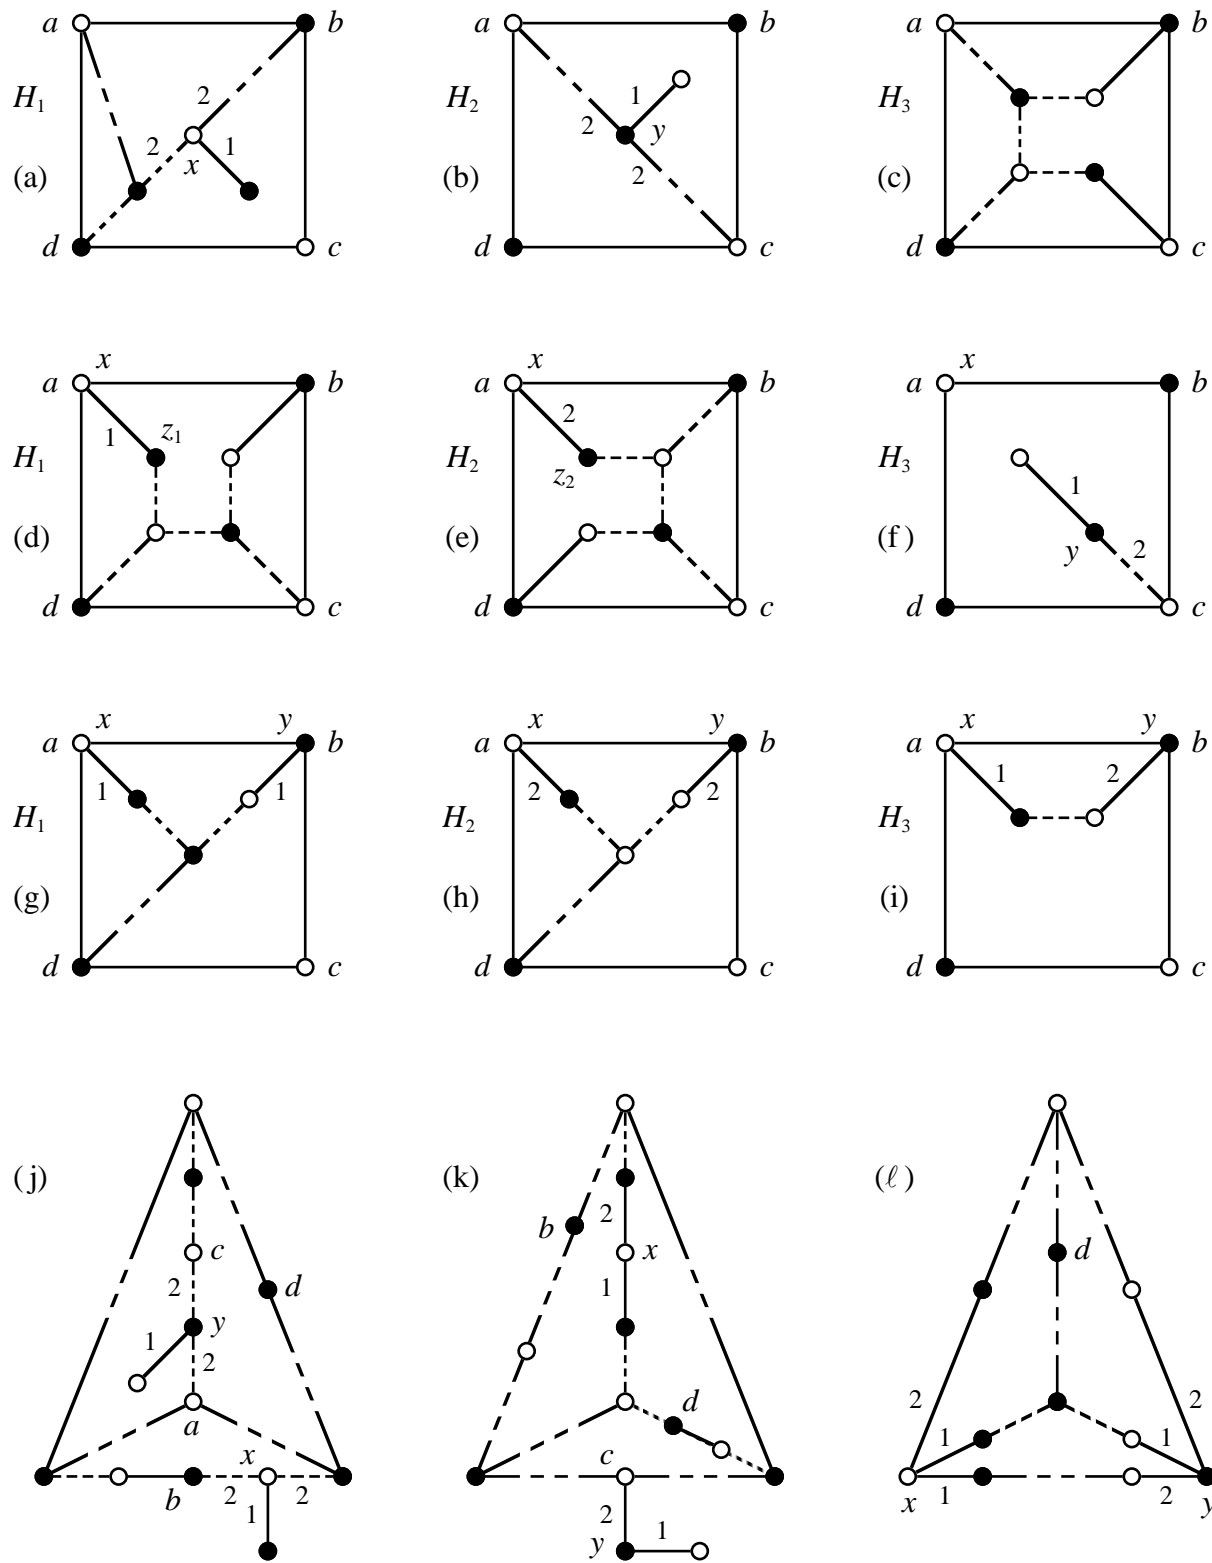 a b a b a b
H1 2 H2 1 H3
2 1 2 y
(a) x (b) 2 (c)
d c d c d c
x x x
a b a b a b
1 z1 2
H1 H2 z2 H3 1
(d) (e) (f) y 2
d c d c d c
x y x y x y
a b a b a b
1 1 2 2 1 2
H1 H2 H3
(g) (h) (i)
d c d c d c
(j) (k) (ℓ)
b 2
c x d
2 d 1
1 y
2 2 2
a x d 1 1
b 2 2 c x 1 2 y
1 2 1
y